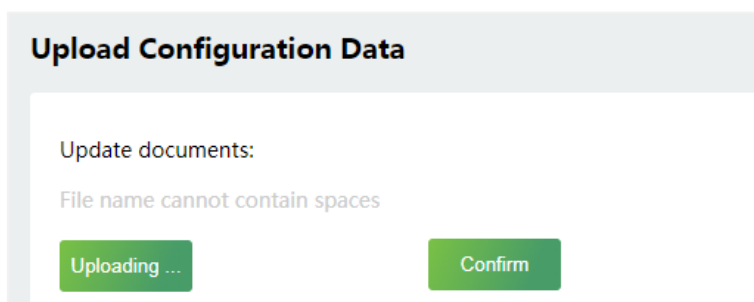 Upload Configuration Data
Update documents:
File name cannot contain spaces
Uploading ...
Confirm